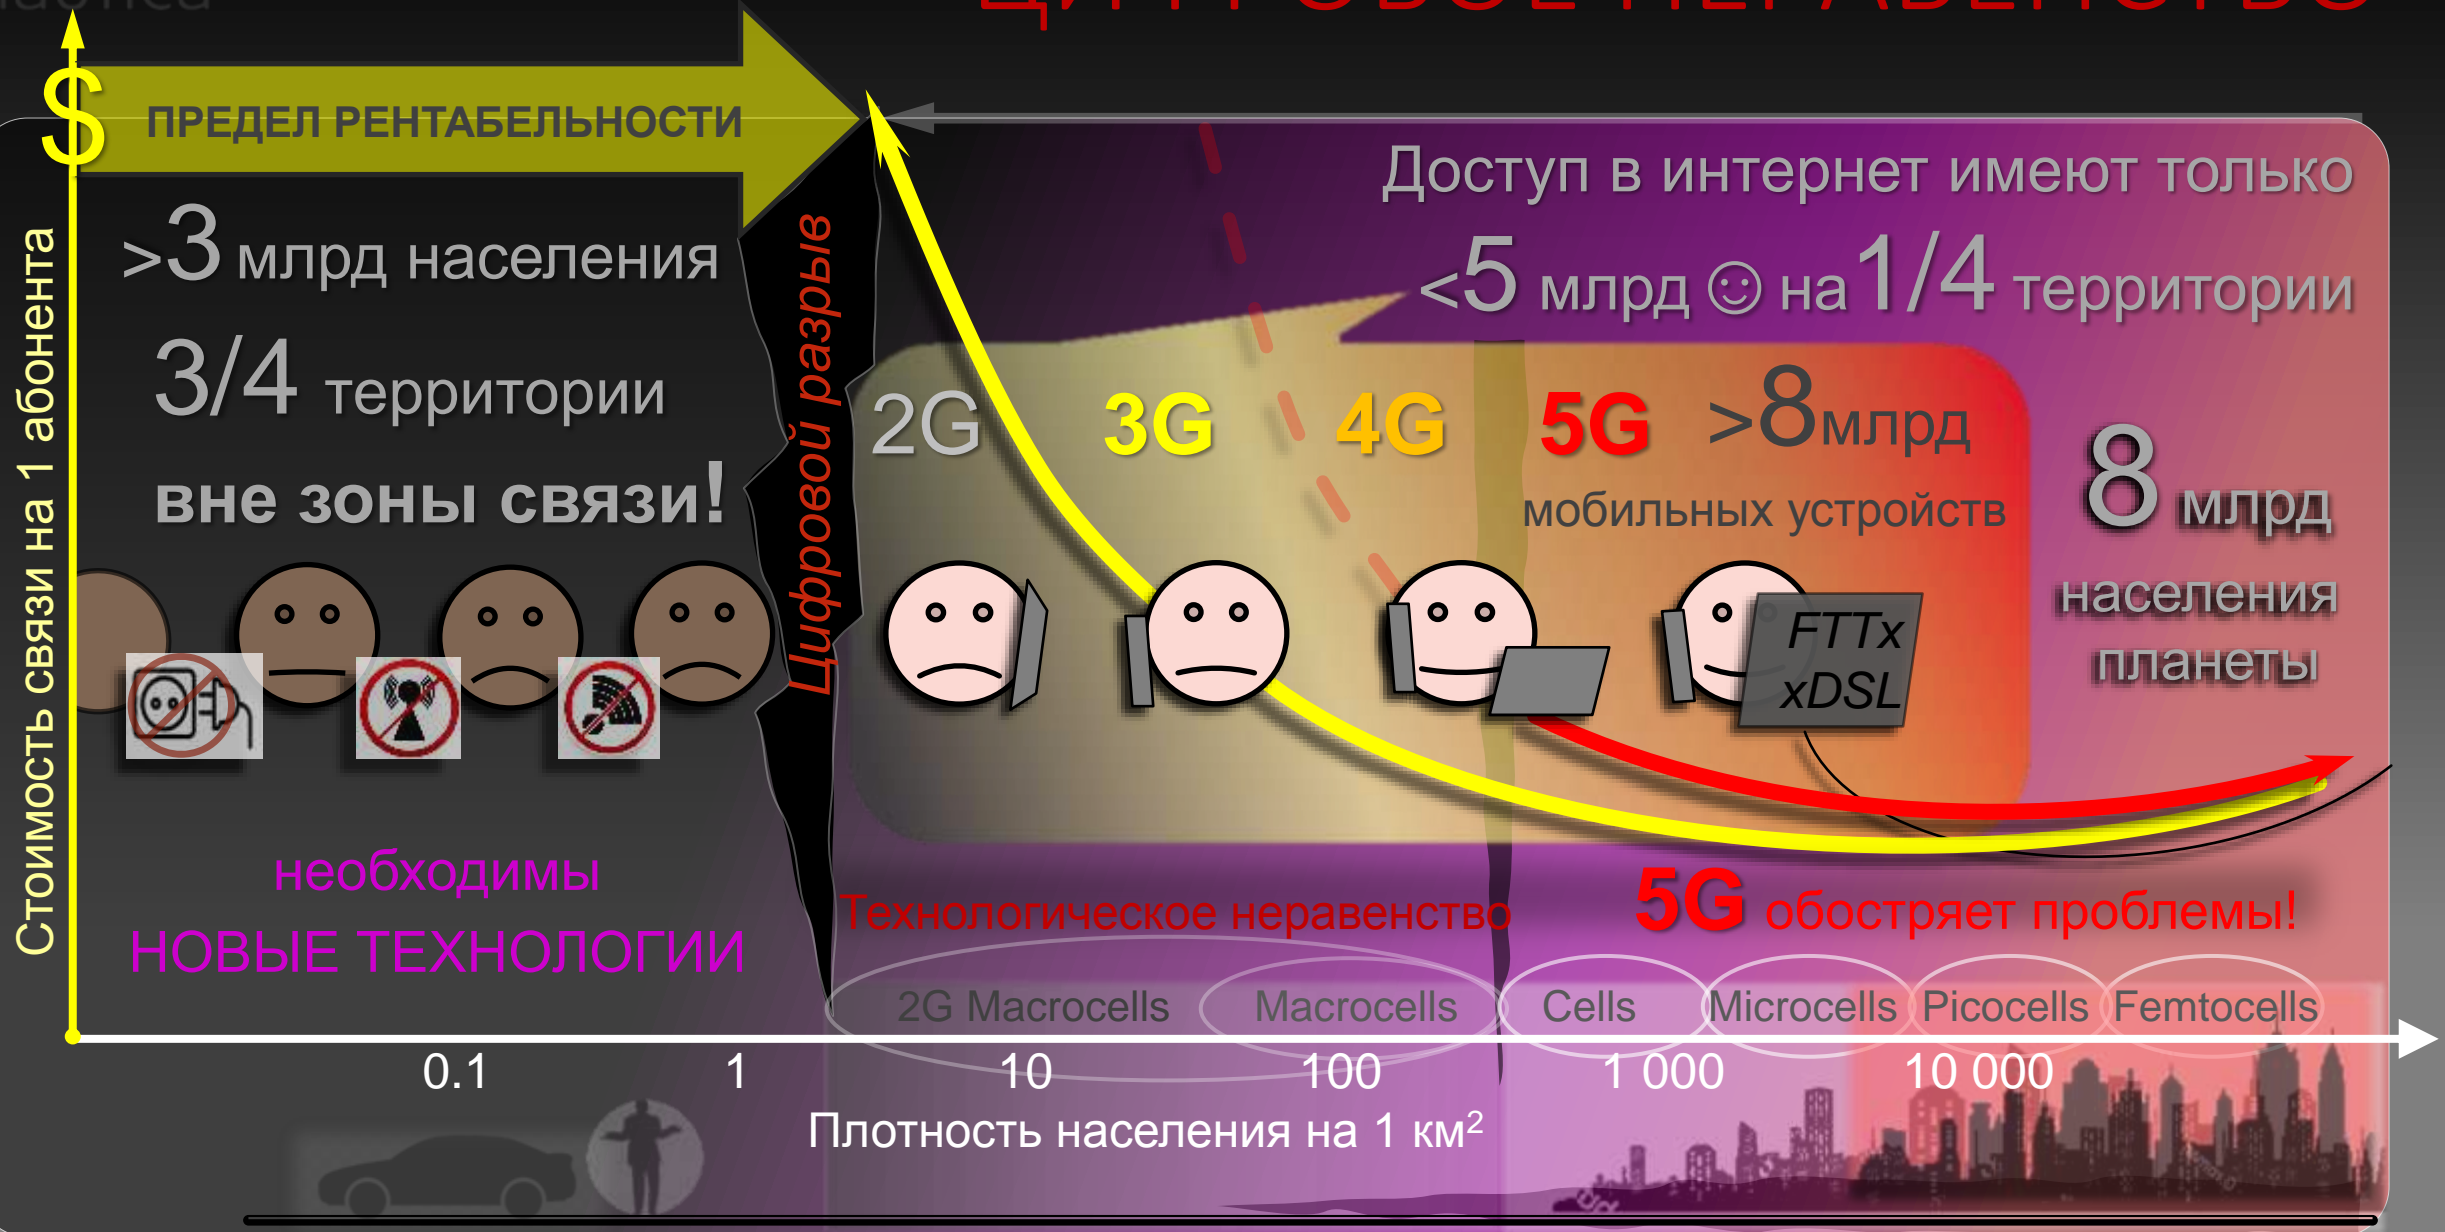 ЦИФРОВОЕ НЕРАВЕНСТВО
$
ПРЕДЕЛ РЕНТАБЕЛЬНОСТИ
Стоимость связи на 1 абонента
>3 млрд населения
3/4 территории
вне зоны связи!
Цифровой разрыв
Доступ в интернет имеют только
<5 млрд ☺ на 1/4 территории
2G 3G 4G 5G >8млрд
мобильных устройств
8 млрд
населения
планеты
FTTx
xDSL
необходимы
НОВЫЕ ТЕХНОЛОГИИ
Технологическое неравенство
5G обостряет проблемы!
2G Macrocells Macrocells Cells Microcells Picocells Femtocells
0.1 1 10 100 1 000 10 000
Плотность населения на 1 км²